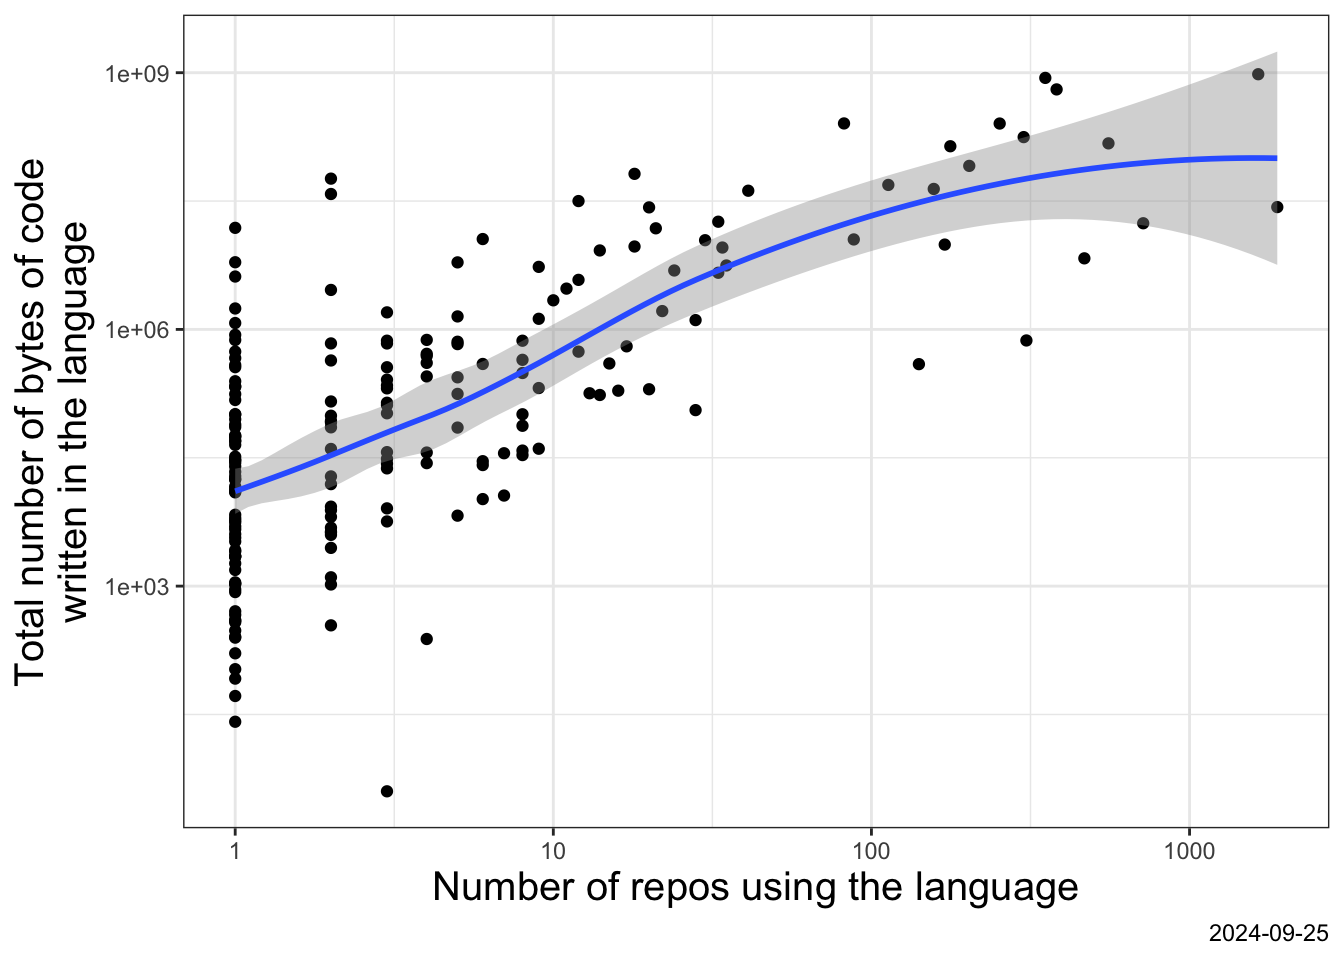 Total number of bytes of code
written in the language
1e+09
1e+06
1e+03
1
10
100
1000
Number of repos using the language
2024-09-25